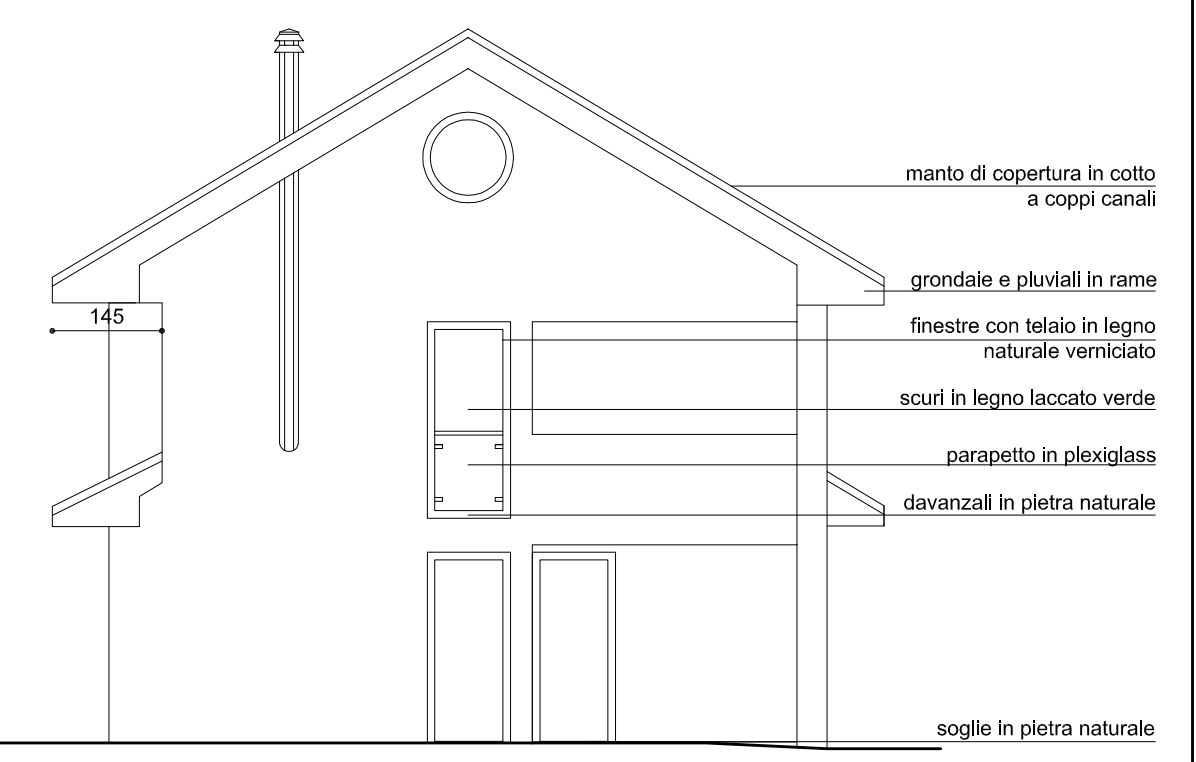 manto di copertura in cotto
a coppi canali
grondaie e pluviali in rame
145
finestre con telaio in legno
naturale verniciato
scuri in legno laccato verde
parapetto in plexiglass
davanzali in pietra naturale
soglie in pietra naturale